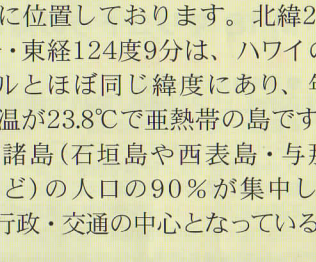 に位置しております。北緯2
・東経124度9分は、ハワイの
ルとほぼ同じ緯度にあり、年
温が23.8℃で亜熱帯の島です
諸島(石垣島や西表島・与那
ど)の人口の90％が集中し
行政・交通の中心となっている